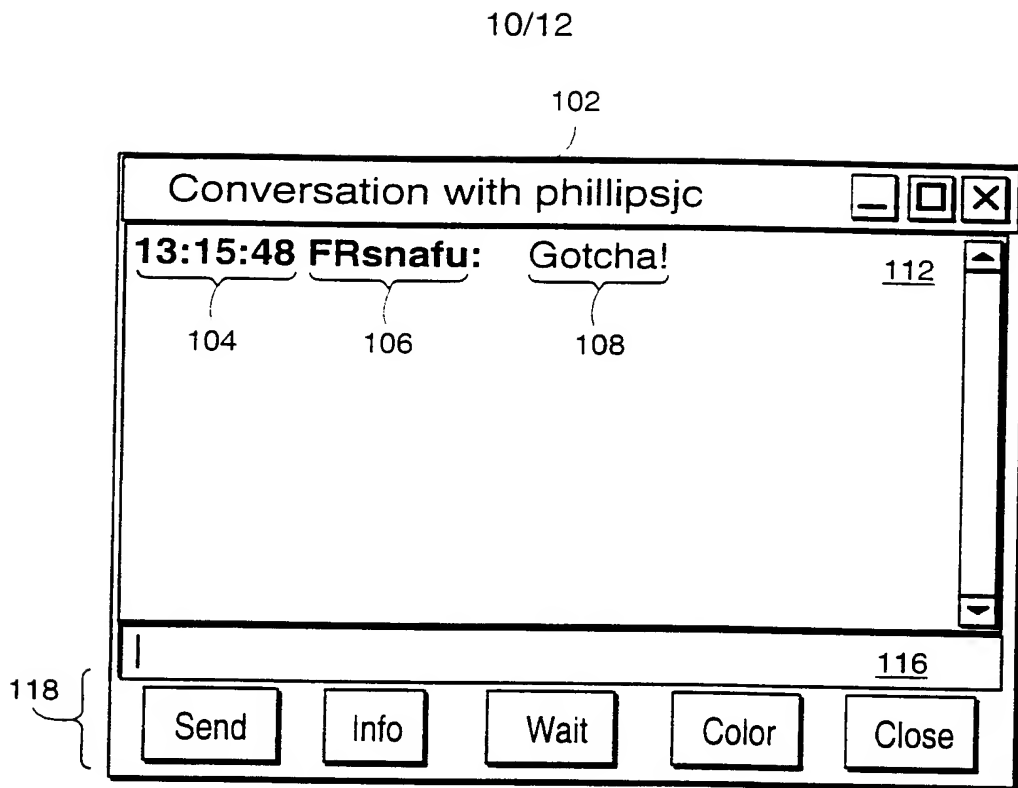 10/12
102
Conversation with phillipsjc
13:15:48 FRsnafu: Gotcha!
112
104 106 108
116
118
Send Info Wait Color Close